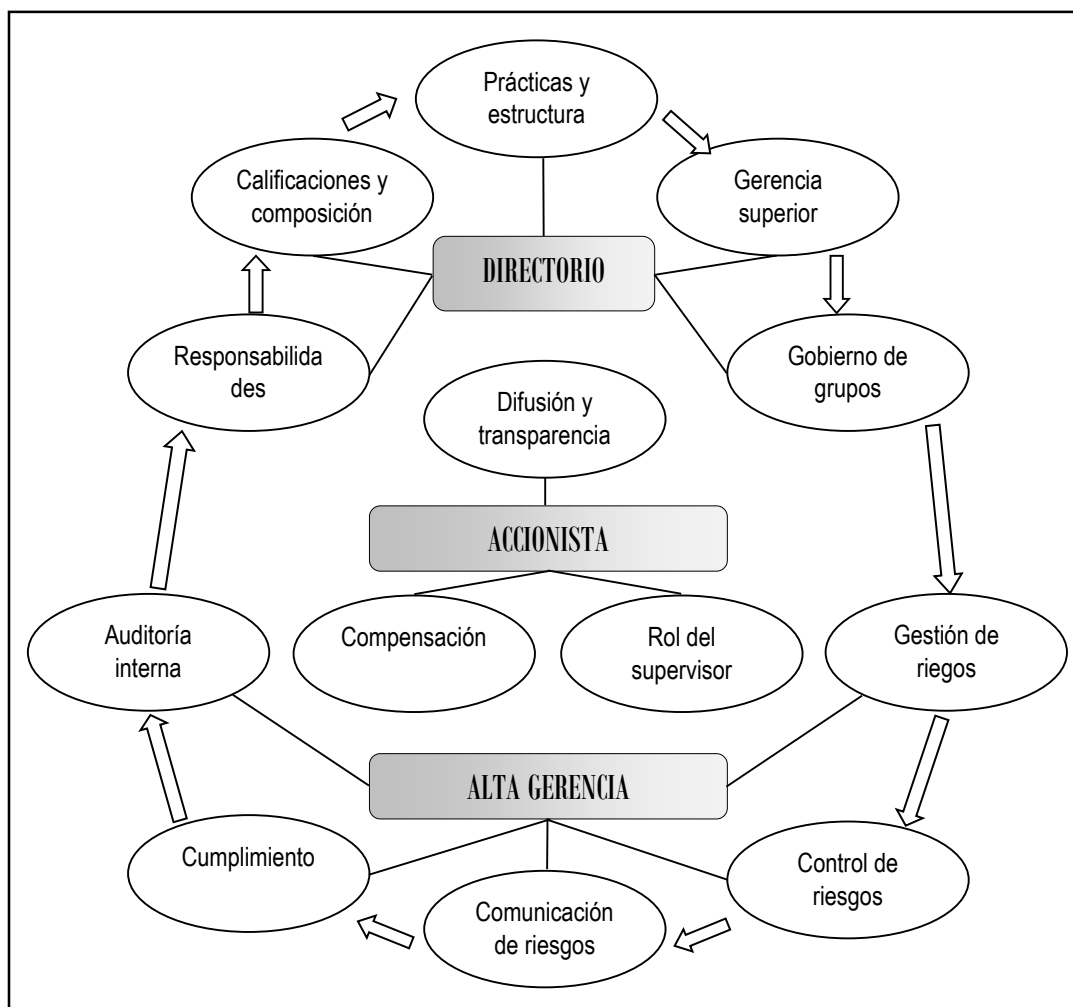 Prácticas y
estructura
Calificaciones y
composición
Gerencia
superior
DIRECTORIO
Responsabilida
des
Gobierno de
grupos
Difusión y
transparencia
ACCIONISTA
Auditoría
interna
Compensación
Rol del
supervisor
Gestión de
riegos
ALTA GERENCIA
Cumplimiento
Control de
riesgos
Comunicación
de riesgos